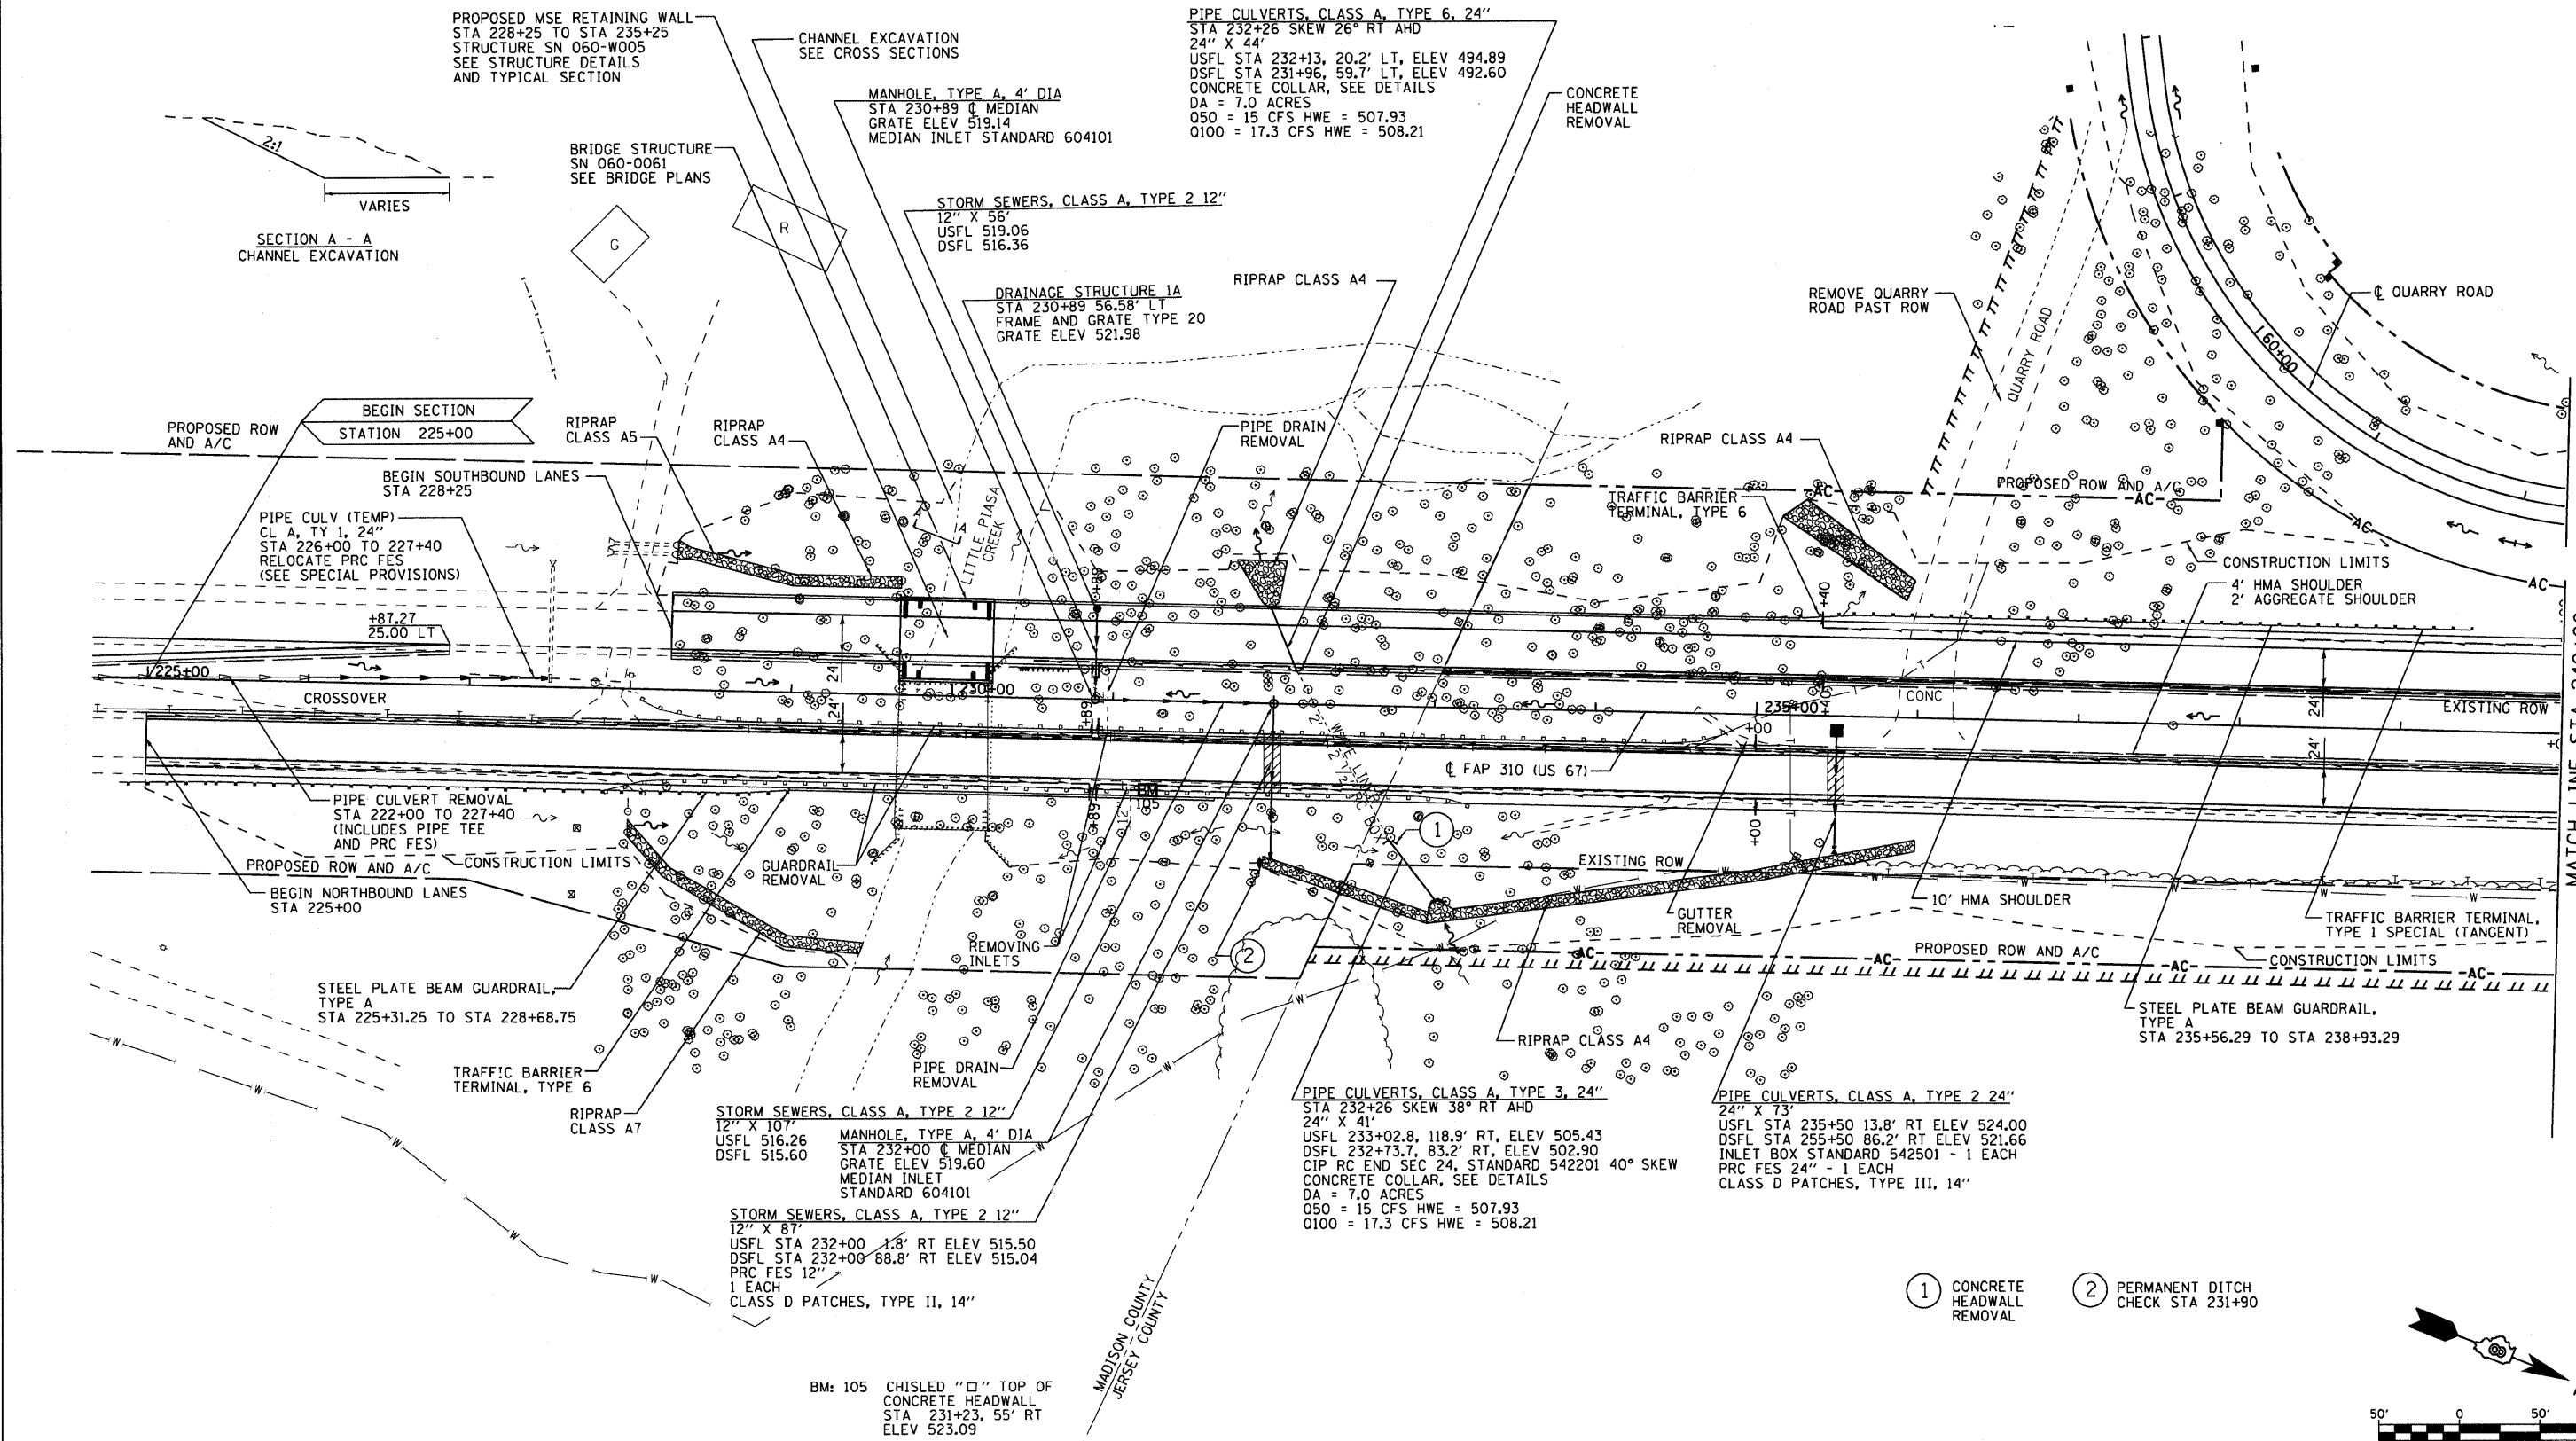 PROPOSED MSE RETAINING WALL
STA 228+25 TO STA 235+25
STRUCTURE SN 060-W005
SEE STRUCTURE DETAILS
AND TYPICAL SECTION
CHANNEL EXCAVATION
SEE CROSS SECTIONS
PIPE CULVERTS, CLASS A, TYPE 6, 24"
STA 232+26 SKEW 26° RT AHD
24" X 44'
USFL STA 232+13, 20.2' LT, ELEV 494.89
DSFL STA 231+96, 59.7' LT, ELEV 492.60
CONCRETE COLLAR, SEE DETAILS
DA = 7.0 ACRES
Q50 = 15 CFS HWE = 507.93
Q100 = 17.3 CFS HWE = 508.21
CONCRETE
HEADWALL
REMOVAL
MANHOLE, TYPE A, 4' DIA
STA 230+89 ℄ MEDIAN
GRATE ELEV 519.14
MEDIAN INLET STANDARD 604101
BRIDGE STRUCTURE
SN 060-0061
SEE BRIDGE PLANS
2:1
VARIES
SECTION A - A
CHANNEL EXCAVATION
G
R
STORM SEWERS, CLASS A, TYPE 2 12"
12" X 56'
USFL 519.06
DSFL 516.36
DRAINAGE STRUCTURE 1A
STA 230+89 56.58' LT
FRAME AND GRATE TYPE 20
GRATE ELEV 521.98
RIPRAP CLASS A4
REMOVE QUARRY
ROAD PAST ROW
QUARRY ROAD
℄ QUARRY ROAD
160+00
BEGIN SECTION
STATION 225+00
PROPOSED ROW
AND A/C
RIPRAP
CLASS A5
RIPRAP
CLASS A4
PIPE DRAIN
REMOVAL
RIPRAP CLASS A4
BEGIN SOUTHBOUND LANES
STA 228+25
LITTLE PIASA
CREEK
TRAFFIC BARRIER
TERMINAL, TYPE 6
AC
PROPOSED ROW AND A/C
AC
AC
AC
PIPE CULV (TEMP)
CL A, TY 1, 24"
STA 226+00 TO 227+40
RELOCATE PRC FES
(SEE SPECIAL PROVISIONS)
CONSTRUCTION LIMITS
4' HMA SHOULDER
2' AGGREGATE SHOULDER
+87.27
25.00 LT
+89
+40
225+00
CROSSOVER
24'
24'
230+00
+89
235+00
+00
CONC
24'
24'
EXISTING ROW
℄ FAP 310 (US 67)
BM
105
+89
12"
+00
PIPE CULVERT REMOVAL
STA 222+00 TO 227+40
(INCLUDES PIPE TEE
AND PRC FES)
PROPOSED ROW AND A/C
CONSTRUCTION LIMITS
GUARDRAIL
REMOVAL
1
EXISTING ROW
BEGIN NORTHBOUND LANES
STA 225+00
10' HMA SHOULDER
GUTTER
REMOVAL
TRAFFIC BARRIER TERMINAL,
TYPE 1 SPECIAL (TANGENT)
REMOVING
INLETS
2
AC
AC
PROPOSED ROW AND A/C
AC
AC
CONSTRUCTION LIMITS
STEEL PLATE BEAM GUARDRAIL,
TYPE A
STA 225+31.25 TO STA 228+68.75
STEEL PLATE BEAM GUARDRAIL,
TYPE A
STA 235+56.29 TO STA 238+93.29
RIPRAP CLASS A4
TRAFFIC BARRIER
TERMINAL, TYPE 6
PIPE DRAIN
REMOVAL
RIPRAP
CLASS A7
STORM SEWERS, CLASS A, TYPE 2 12"
12" X 107'
USFL 516.26
DSFL 515.60
MANHOLE, TYPE A, 4' DIA
STA 232+00 ℄ MEDIAN
GRATE ELEV 519.60
MEDIAN INLET
STANDARD 604101
PIPE CULVERTS, CLASS A, TYPE 3, 24"
STA 232+26 SKEW 38° RT AHD
24" X 41'
USFL 233+02.8, 118.9' RT, ELEV 505.43
DSFL 232+73.7, 83.2' RT, ELEV 502.90
CIP RC END SEC 24, STANDARD 542201 40° SKEW
CONCRETE COLLAR, SEE DETAILS
DA = 7.0 ACRES
Q50 = 15 CFS HWE = 507.93
Q100 = 17.3 CFS HWE = 508.21
PIPE CULVERTS, CLASS A, TYPE 2 24"
24" X 73'
USFL STA 235+50 13.8' RT ELEV 524.00
DSFL STA 255+50 86.2' RT ELEV 521.66
INLET BOX STANDARD 542501 - 1 EACH
PRC FES 24" - 1 EACH
CLASS D PATCHES, TYPE III, 14"
STORM SEWERS, CLASS A, TYPE 2 12"
12" X 87'
USFL STA 232+00 1.8' RT ELEV 515.50
DSFL STA 232+00 88.8' RT ELEV 515.04
PRC FES 12"
1 EACH
CLASS D PATCHES, TYPE II, 14"
MADISON COUNTY
JERSEY COUNTY
1 CONCRETE
HEADWALL
REMOVAL
2 PERMANENT DITCH
CHECK STA 231+90
BM: 105 CHISLED "□" TOP OF
CONCRETE HEADWALL
STA 231+23, 55' RT
ELEV 523.09
50' 0 50'